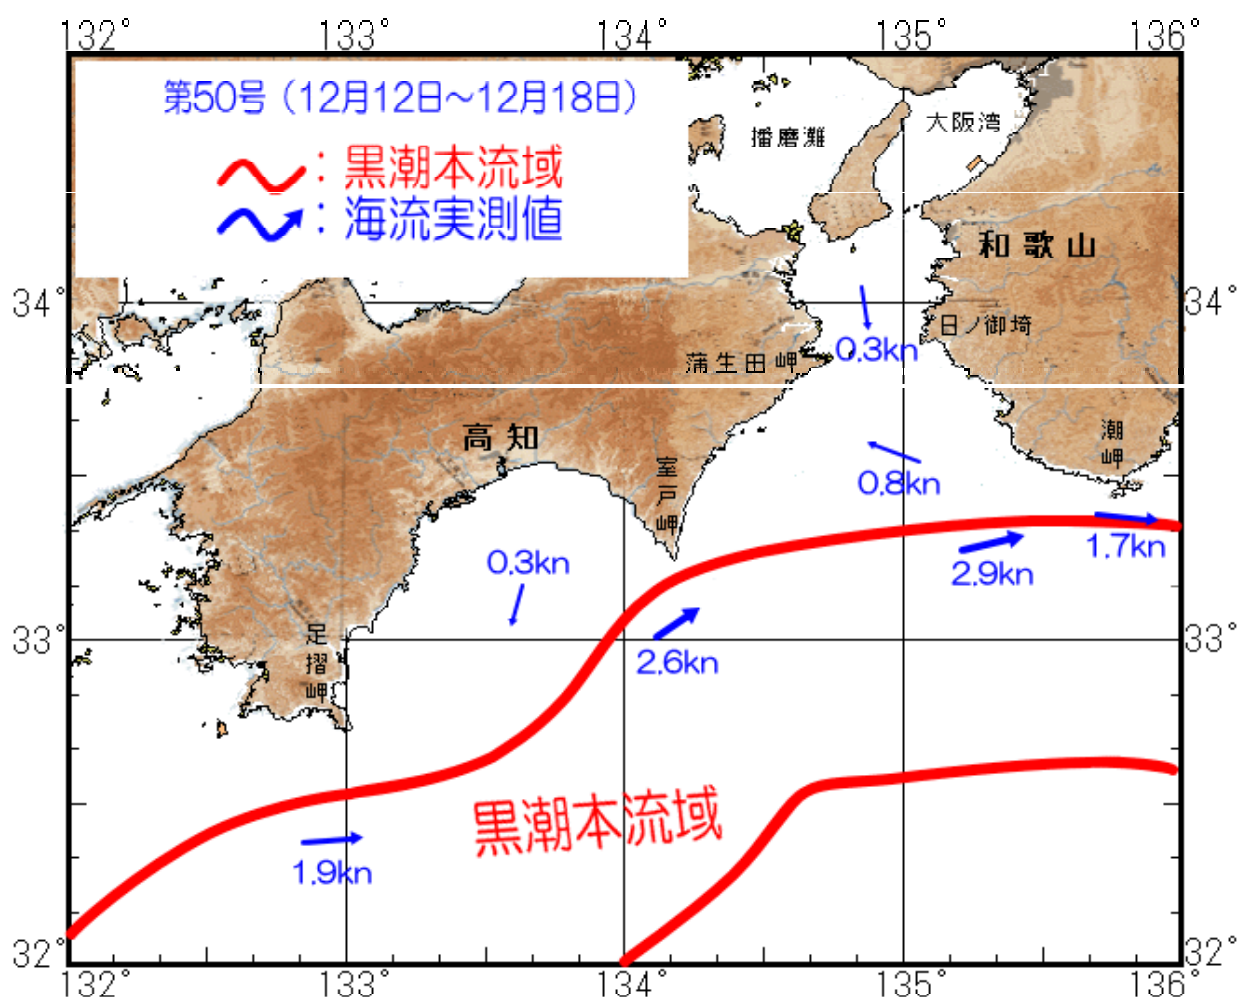 132° 133° 134° 135° 136°
第50号（12月12日～12月18日）
：黒潮本流域
：海流実測値
播磨灘
大阪湾
和歌山
34°
34°
日ノ御埼
0.3kn
蒲生田岬
高知
潮岬
室戸岬
0.8kn
1.7kn
0.3kn
2.9kn
足摺岬
33°
33°
2.6kn
黒潮本流域
1.9kn
32°
32°
132° 133° 134° 135° 136°